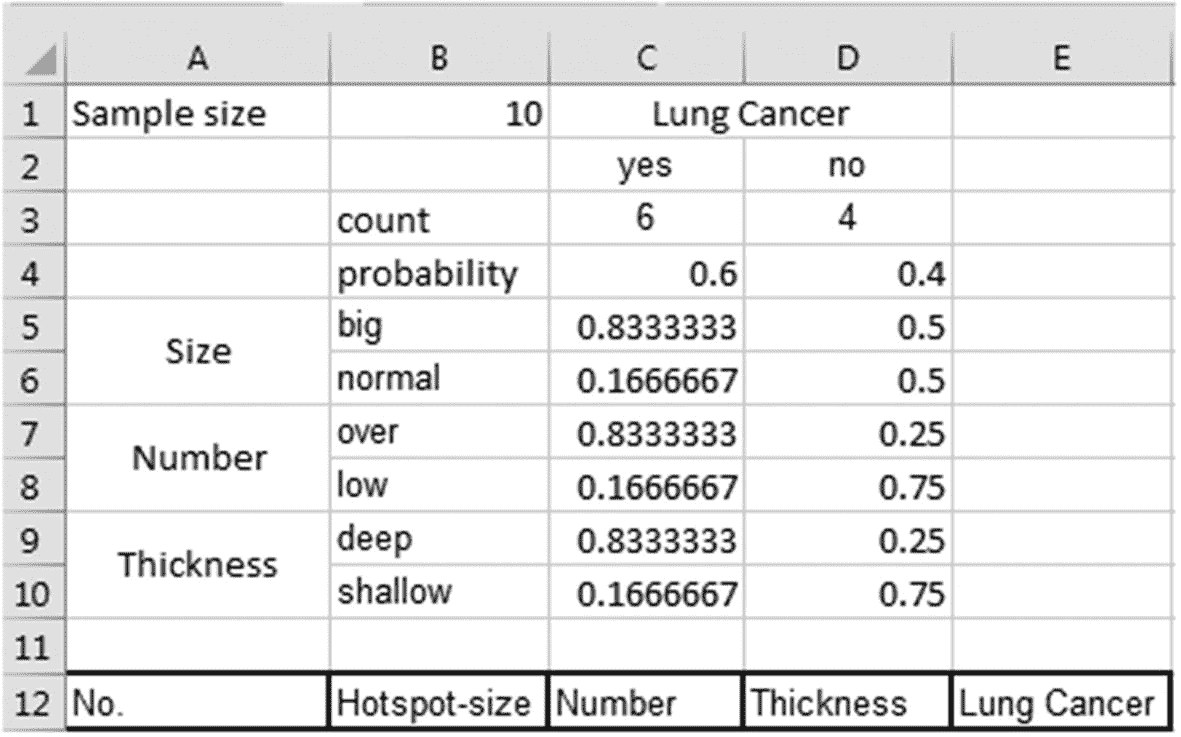 A B C D E
1 Sample size 10 Lung Cancer
2 yes no
3 count 6 4
4 probability 0.6 0.4
5 big 0.8333333 0.5
Size
6 normal 0.1666667 0.5
7 over 0.8333333 0.25
Number
8 low 0.1666667 0.75
9 deep 0.8333333 0.25
Thickness
10 shallow 0.1666667 0.75
11
12 No. Hotspot-size Number Thickness Lung Cancer